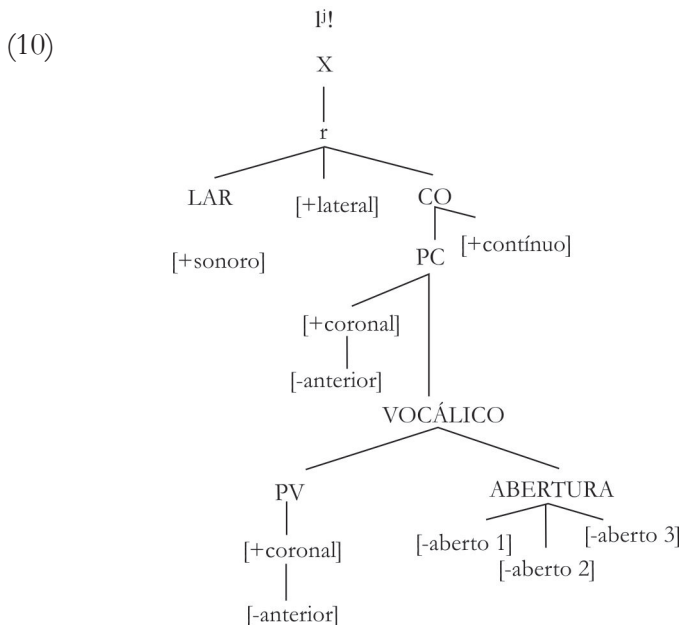 lʲ!
(10)
X
r
LAR [+lateral] CO
[+sonoro] PC [+contínuo]
[+coronal]
[-anterior]
VOCÁLICO
PV ABERTURA
[+coronal] [-aberto 1] [-aberto 2] [-aberto 3]
[-anterior]